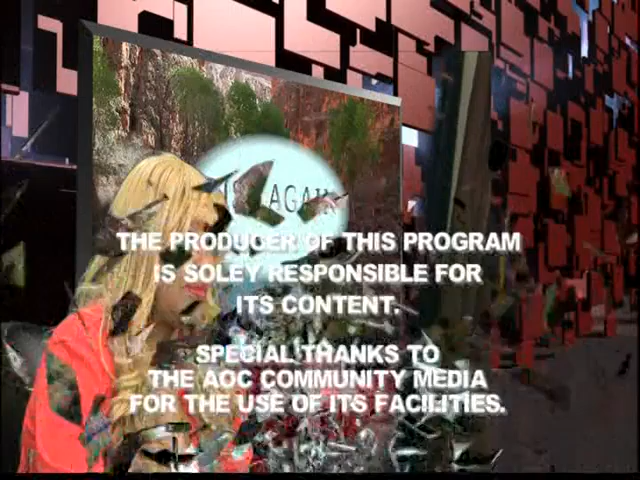 AGAIN
THE PRODUCER OF THIS PROGRAM
IS SOLEY RESPONSIBLE FOR
ITS CONTENT.
SPECIAL THANKS TO
THE AOC COMMUNITY MEDIA
FOR THE USE OF ITS FACILITIES.